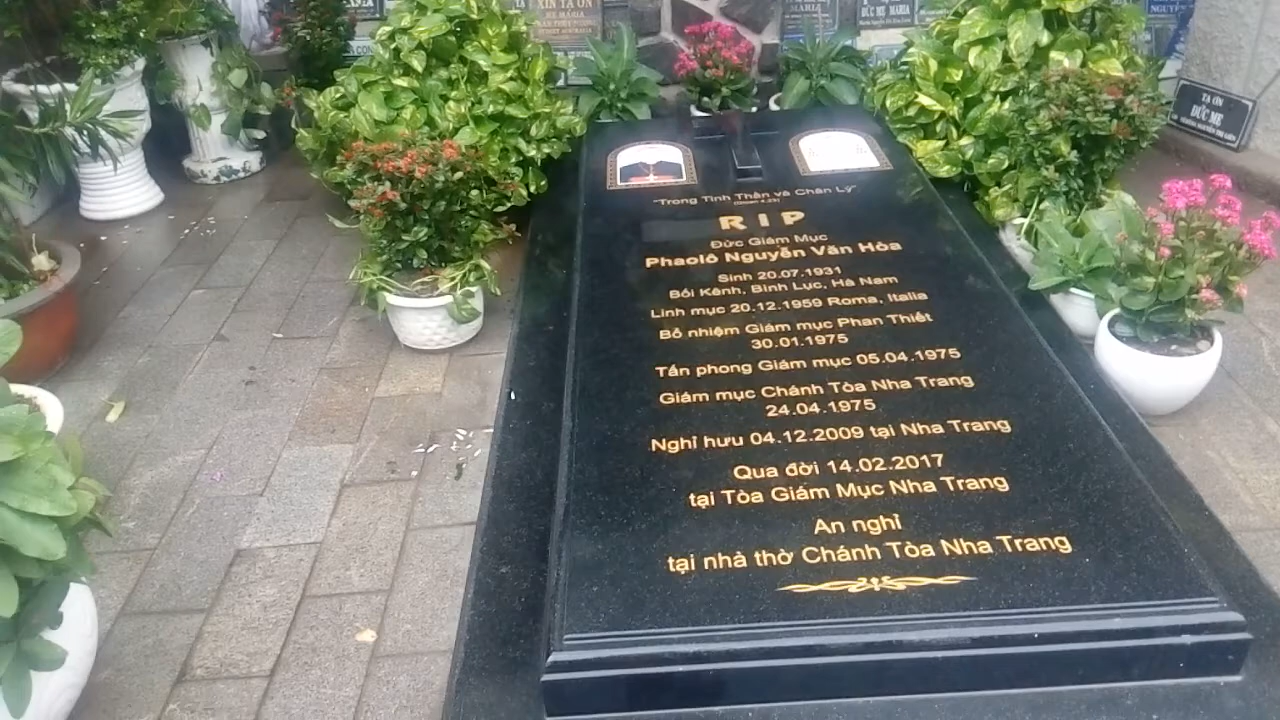 XIN TẠ ƠN
ĐỨC MẸ MARIA
TẠ ƠN
ĐỨC MẸ
"Trong Tinh Thần và Chân Lý"
R I P
Đức Giám Mục
Phaolô Nguyễn Văn Hòa
Sinh 20.07.1931
Bói Kênh, Bình Lục, Hà Nam
Linh mục 20.12.1959 Roma, Italia
Bổ nhiệm Giám mục Phan Thiết
30.01.1975
Tấn phong Giám mục 05.04.1975
Giám mục Chánh Tòa Nha Trang
24.04.1975
Nghỉ hưu 04.12.2009 tại Nha Trang
Qua đời 14.02.2017
tại Tòa Giám Mục Nha Trang
An nghỉ
tại nhà thờ Chánh Tòa Nha Trang